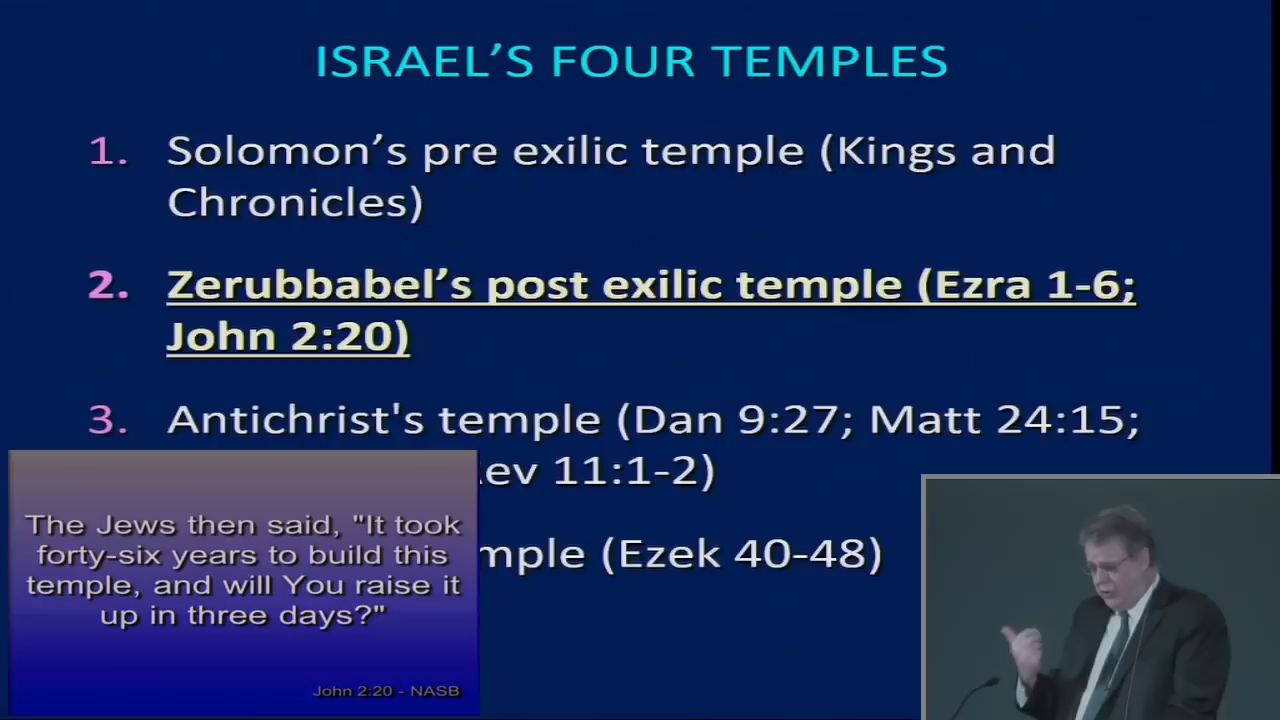 ISRAEL’S FOUR TEMPLES
1. Solomon’s pre exilic temple (Kings and
Chronicles)
2. Zerubbabel’s post exilic temple (Ezra 1-6;
John 2:20)
3. Antichrist's temple (Dan 9:27; Matt 24:15;
11:1-2)
(Ezek 40-48)
The Jews then said, "It took
forty-six years to build this
temple, and will You raise it
up in three days?"
John 2:20 - NASB